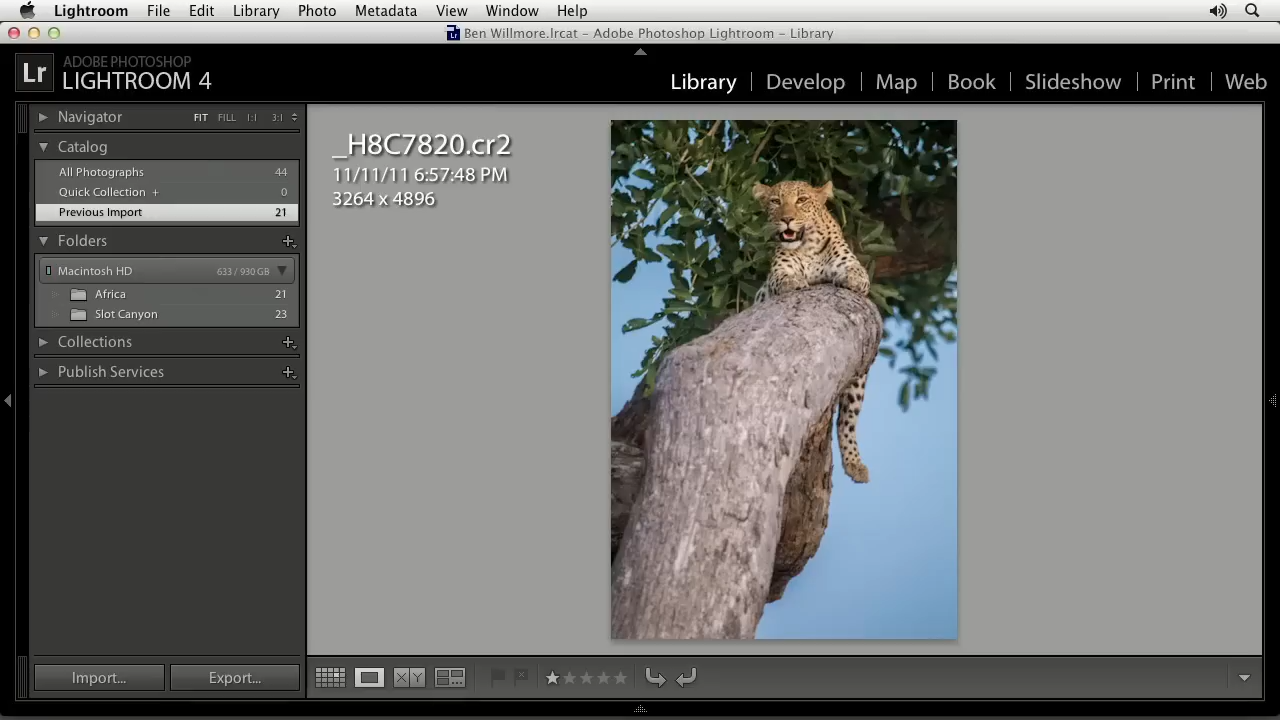 Lightroom File Edit Library Photo Metadata View Window Help
Lr Ben Willmore.lrcat - Adobe Photoshop Lightroom - Library
Lr ADOBE PHOTOSHOP
LIGHTROOM 4
Library | Develop | Map | Book | Slideshow | Print | Web
Navigator FIT FILL 1:1 3:1
Catalog
All Photographs 44
Quick Collection + 0
Previous Import 21
Folders +
Macintosh HD 633 / 930 GB
Africa 21
Slot Canyon 23
Collections +
Publish Services +
_H8C7820.cr2
11/11/11 6:57:48 PM
3264 x 4896
Import... Export...
XY